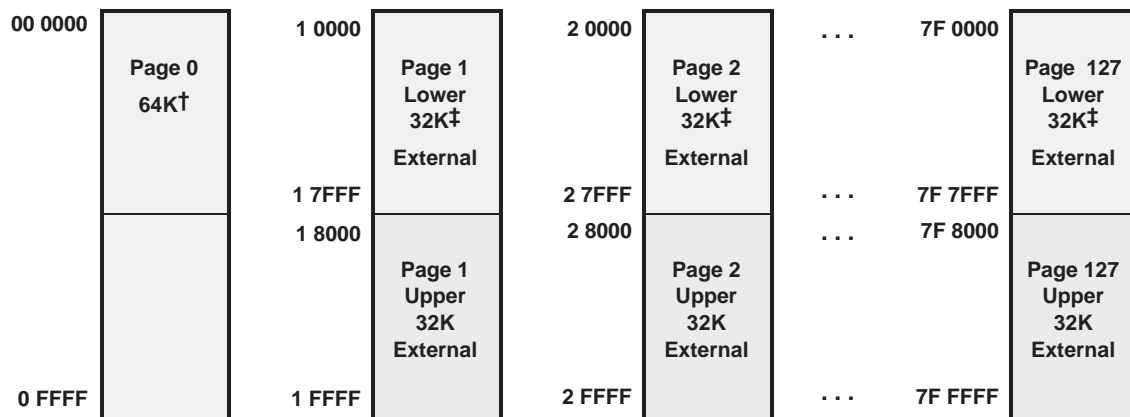 00 0000
1 0000
2 0000
. . .
7F 0000
Page 0
64K†
Page 1
Lower
32K‡
External
Page 2
Lower
32K‡
External
Page 127
Lower
32K‡
External
1 7FFF
2 7FFF
. . .
7F 7FFF
1 8000
2 8000
. . .
7F 8000
Page 1
Upper
32K
External
Page 2
Upper
32K
External
Page 127
Upper
32K
External
0 FFFF
1 FFFF
2 FFFF
. . .
7F FFFF